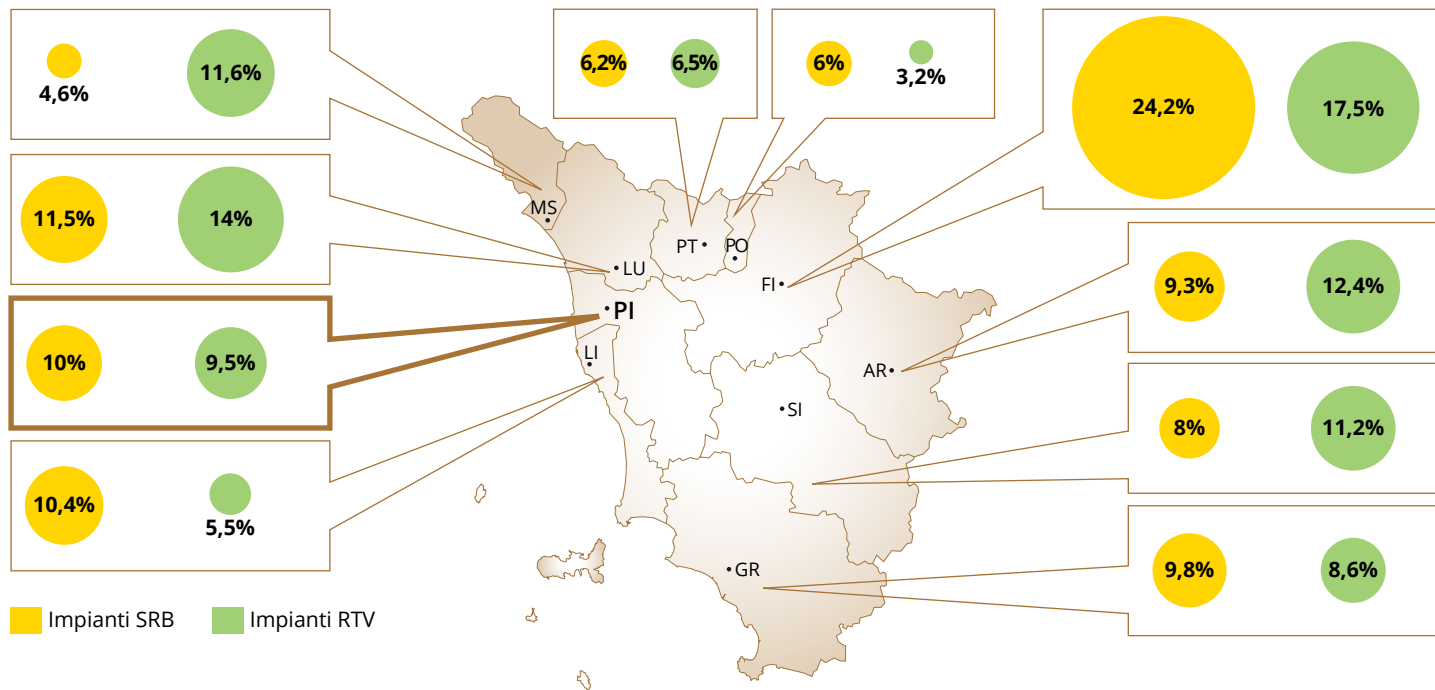 4,6%
11,6%
6,2%
6,5%
6%
3,2%
24,2%
17,5%
11,5%
14%
9,3%
12,4%
10%
9,5%
8%
11,2%
10,4%
5,5%
9,8%
8,6%
MS
LU
PT
PO
FI
PI
LI
AR
SI
GR
Impianti SRB
Impianti RTV